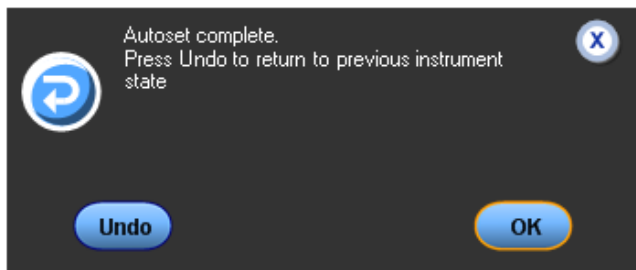 Autoset complete.
Press Undo to return to previous instrument
state
X
Undo
OK